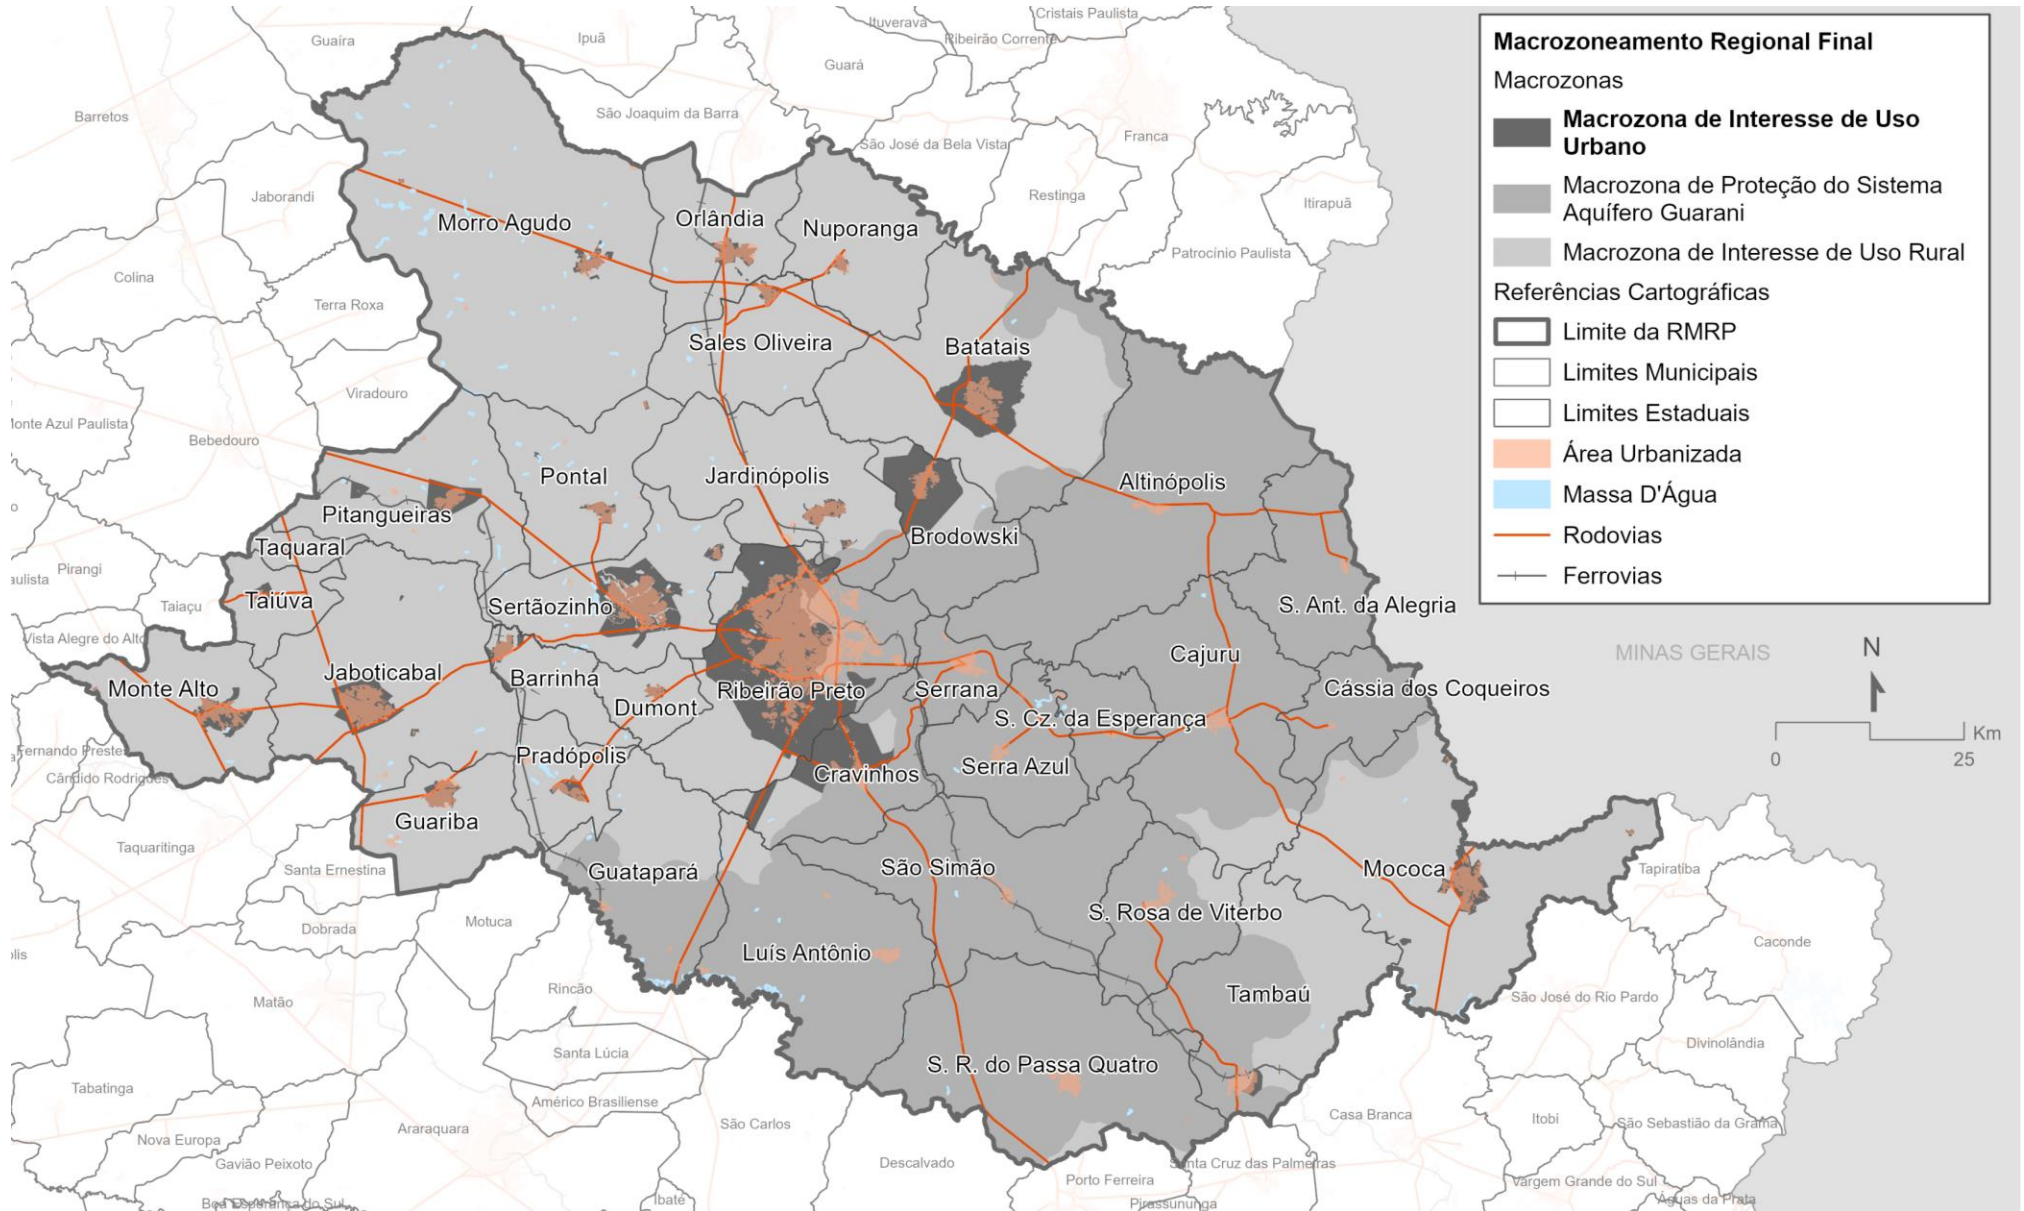 Macrozoneamento Regional Final
Macrozonas
Macrozona de Interesse de Uso
Urbano
Macrozona de Proteção do Sistema
Aquífero Guarani
Macrozona de Interesse de Uso Rural
Referências Cartográficas
Limite da RMRP
Limites Municipais
Limites Estaduais
Área Urbanizada
Massa D'Água
Rodovias
Ferrovias
MINAS GERAIS
N
0
25
Km
Cristais Paulista
Ituverava
Guaíra
Ipuã
Ribeirão Corrente
Guará
Barretos
São Joaquim da Barra
Franca
São José da Bela Vista
Jaborandi
Restinga
Itirapuã
Morro Agudo
Orlândia
Nuporanga
Patrocínio Paulista
Colina
Terra Roxa
Sales Oliveira
Batatais
Viradouro
Monte Azul Paulista
Bebedouro
Pontal
Jardinópolis
Altinópolis
Pitangueiras
Brodowski
Taquaral
Pirangi
aulista
Taiúva
Taiaçu
Sertãozinho
S. Ant. da Alegria
Vista Alegre do Alto
Cajuru
Jaboticabal
Barrinha
Monte Alto
Ribeirão Preto
Serrana
Cássia dos Coqueiros
Dumont
S. Cz. da Esperança
Fernando Prestes
Pradópolis
Cândido Rodrigues
Cravinhos
Serra Azul
Guariba
Taquaritinga
Santa Ernestina
Guatapará
São Simão
Mococa
Tapiratiba
Dobrada
Motuca
S. Rosa de Viterbo
Caconde
olis
Luís Antônio
Rincão
Matão
Tambaú
São José do Rio Pardo
Santa Lúcia
Divinolândia
S. R. do Passa Quatro
Tabatinga
Américo Brasiliense
Casa Branca
Itobi
São Sebastião da Grama
Araraquara
São Carlos
Nova Europa
Gavião Peixoto
Descalvado
Santa Cruz das Palmeiras
Porto Ferreira
Vargem Grande do Sul
Boa Esperança do Sul
Ibaté
Pirassununga
Águas da Prata